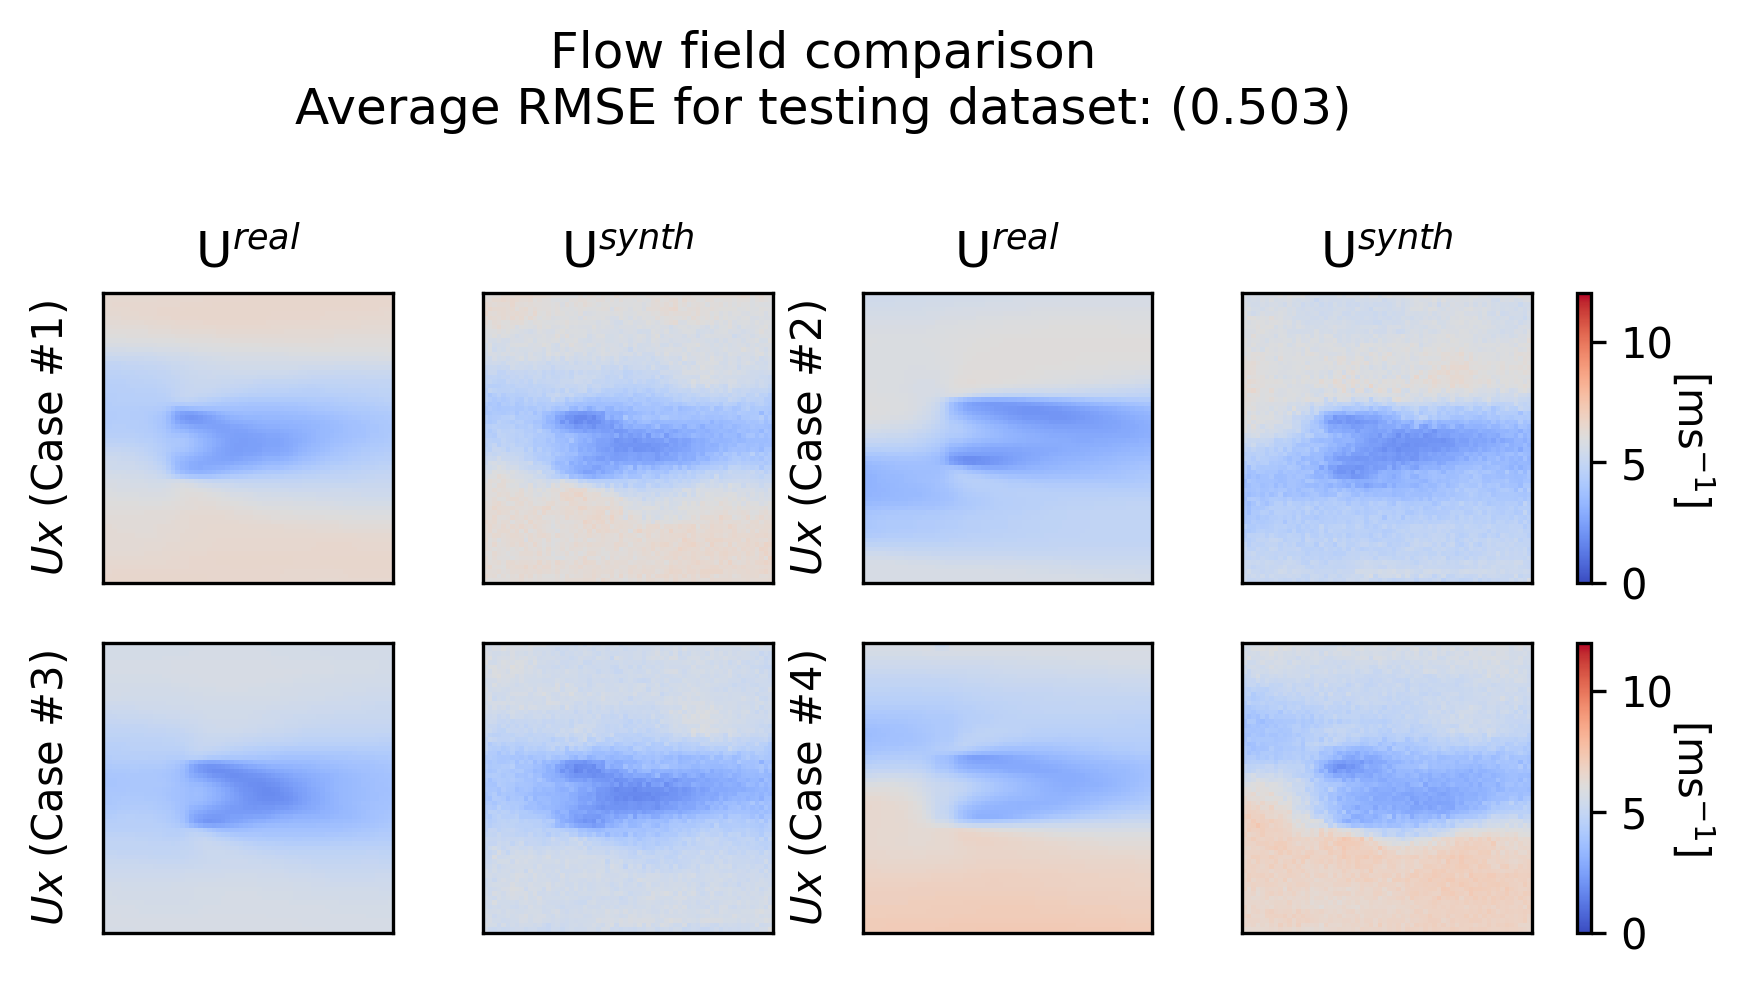 Flow field comparison
Average RMSE for testing dataset: (0.503)
U^real U^synth U^real U^synth
Ux (Case #1)
Ux (Case #2)
10
5
0
[ms⁻¹]
Ux (Case #3)
Ux (Case #4)
10
5
0
[ms⁻¹]